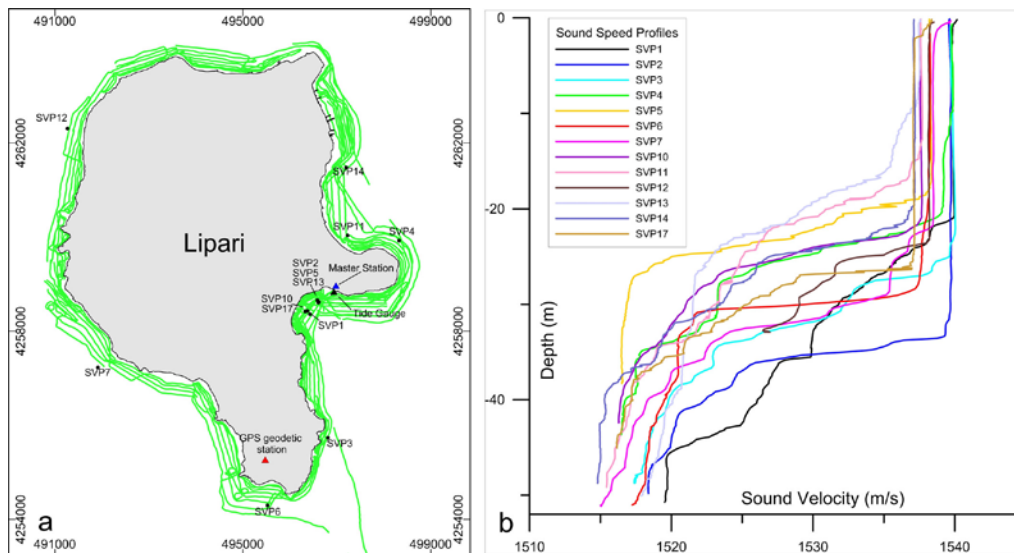 491000
495000
499000
SVP12
4262000
4262000
SVP14
SVP11
SVP4
Lipari
SVP2
SVP5
SVP13
Master Station
SVP10
SVP17
Tide Gauge
SVP1
4258000
4258000
SVP7
GPS geodetic
station
SVP3
SVP6
4254000
4254000
a
491000
495000
499000
b
0
Sound Speed Profiles
SVP1
SVP2
SVP3
SVP4
SVP5
SVP6
SVP7
SVP10
SVP11
SVP12
SVP13
SVP14
SVP17
-20
Depth (m)
-40
Sound Velocity (m/s)
1510
1520
1530
1540